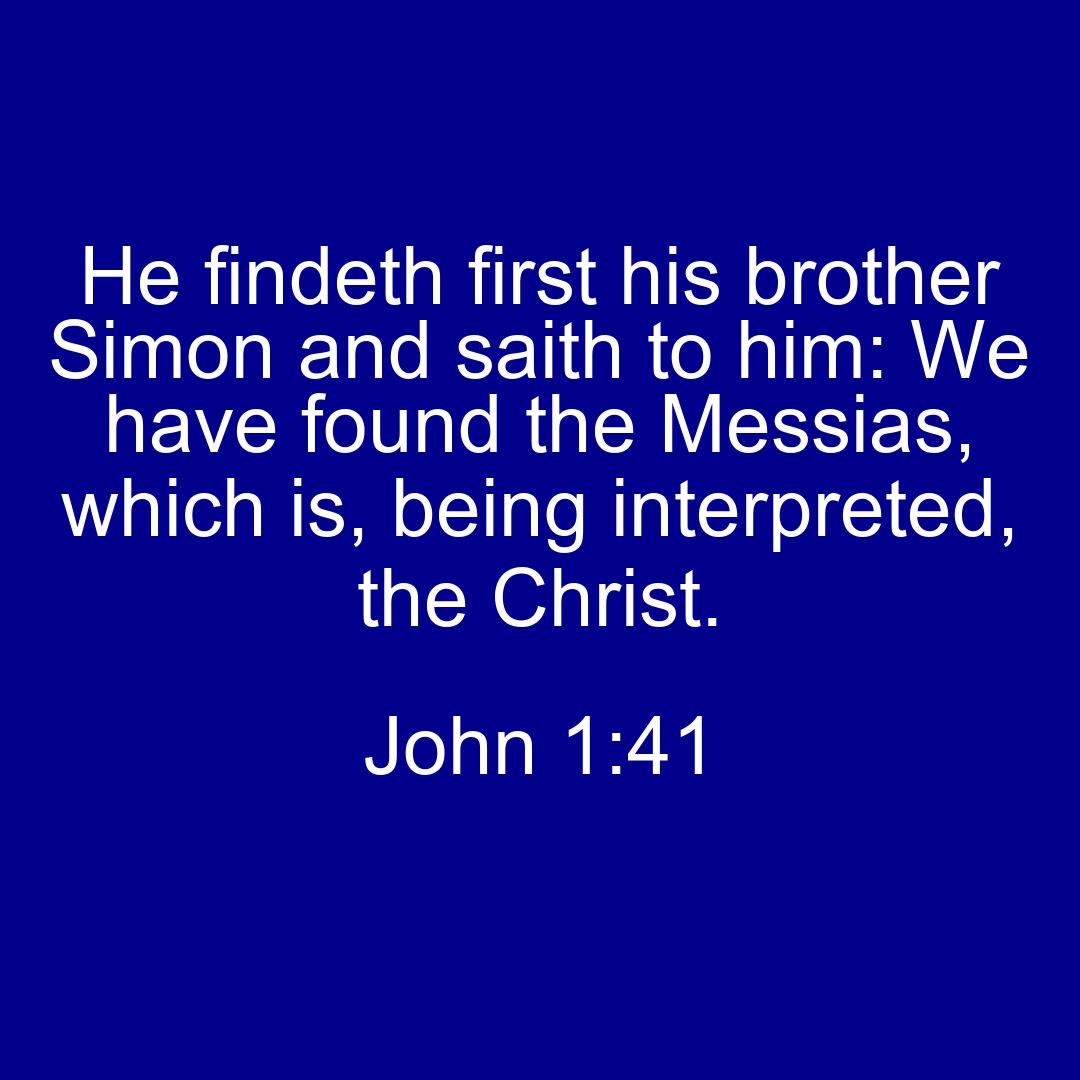 He findeth first his brother
Simon and saith to him: We
have found the Messias,
which is, being interpreted,
the Christ.
John 1:41